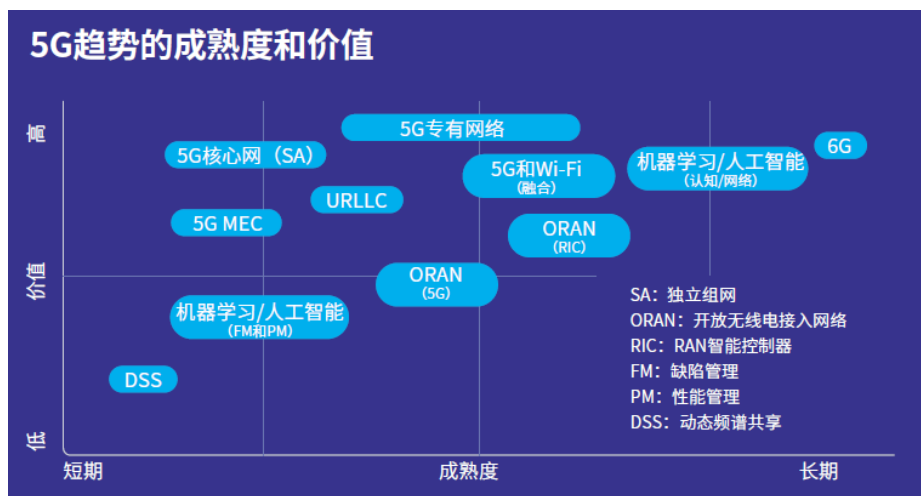 5G趋势的成熟度和价值
高
5G专有网络
6G
5G核心网（SA）
机器学习/人工智能
（认知/网络）
5G和Wi-Fi
（融合）
URLLC
5G MEC
ORAN
（RIC）
价值
ORAN
（5G）
机器学习/人工智能
（FM和PM）
DSS
SA：独立组网
ORAN：开放无线电接入网络
RIC：RAN智能控制器
FM：缺陷管理
PM：性能管理
DSS：动态频谱共享
低
短期
成熟度
长期